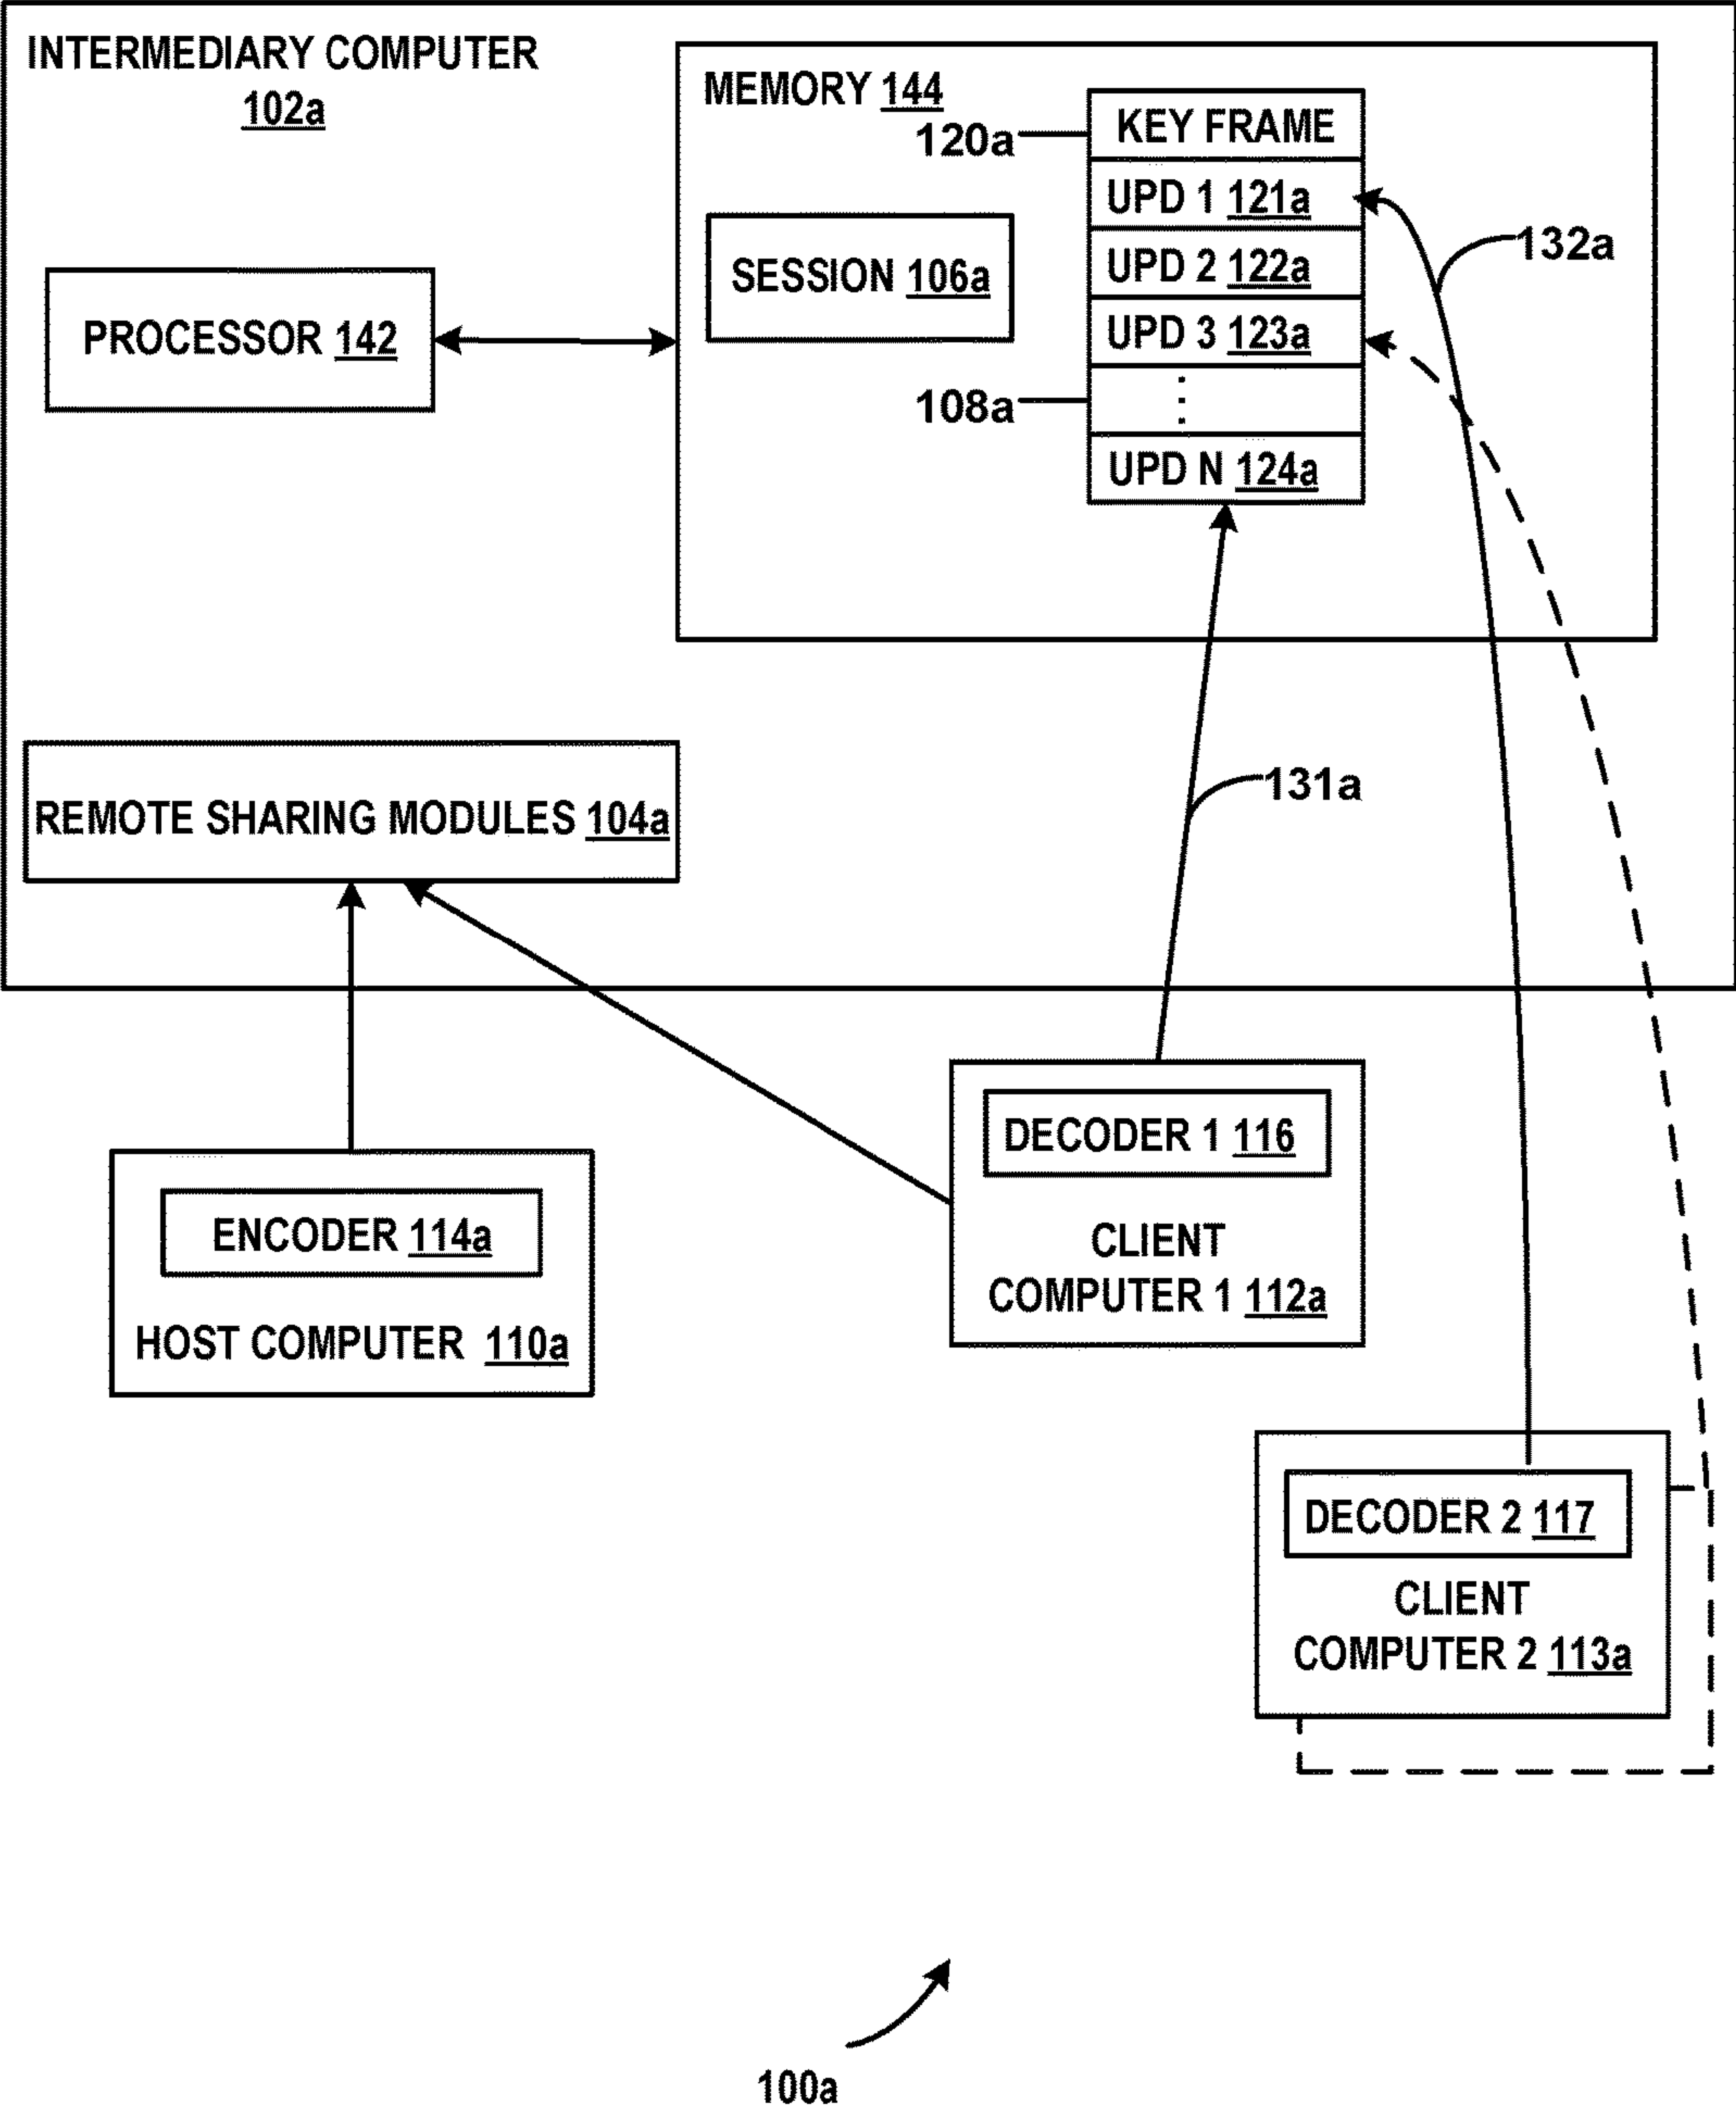 INTERMEDIARY COMPUTER
102a
MEMORY 144
120a
KEY FRAME
UPD 1 121a
UPD 2 122a
UPD 3 123a
108a
UPD N 124a
132a
SESSION 106a
PROCESSOR 142
131a
REMOTE SHARING MODULES 104a
ENCODER 114a
HOST COMPUTER 110a
DECODER 1 116
CLIENT
COMPUTER 1 112a
DECODER 2 117
CLIENT
COMPUTER 2 113a
100a